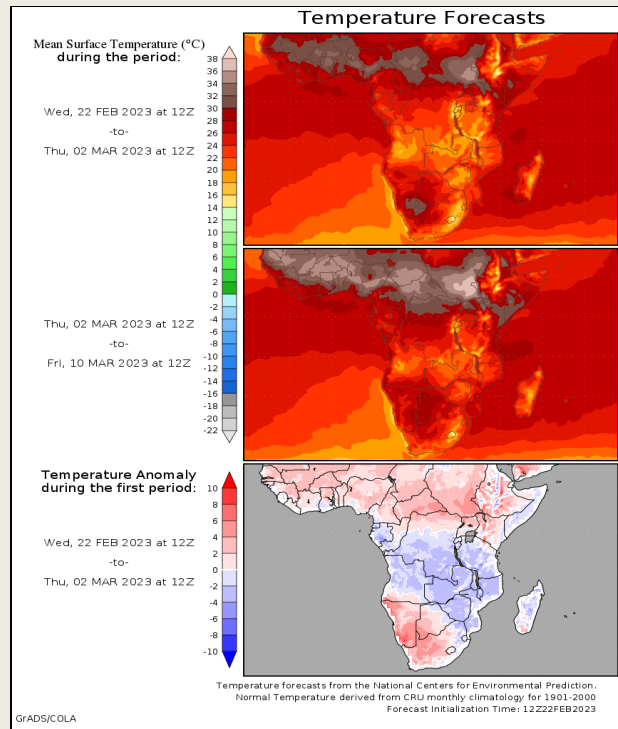 Temperature Forecasts
Mean Surface Temperature (°C)
during the period:
Wed, 22 FEB 2023 at 12Z
-to-
Thu, 02 MAR 2023 at 12Z
38
36
34
32
30
28
26
24
22
20
18
16
14
12
10
8
6
4
2
0
-2
-4
-6
-8
-10
-12
-14
-16
-18
-20
-22
Thu, 02 MAR 2023 at 12Z
-to-
Fri, 10 MAR 2023 at 12Z
Temperature Anomaly
during the first period:
Wed, 22 FEB 2023 at 12Z
-to-
Thu, 02 MAR 2023 at 12Z
10
8
6
4
2
0
-2
-4
-6
-8
-10
Temperature forecasts from the National Centers for Environmental Prediction.
Normal Temperature derived from CRU monthly climatology for 1901-2000
Forecast Initialization Time: 12Z22FEB2023
GrADS/COLA